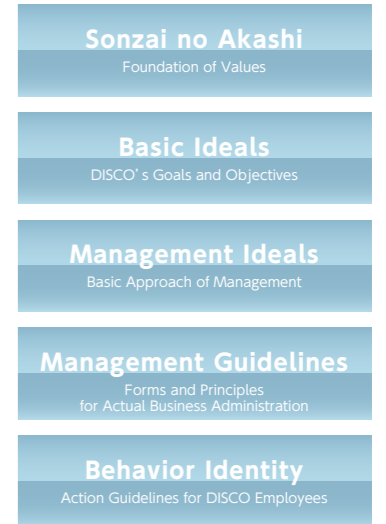 Sonzai no Akashi
Foundation of Values
Basic Ideals
DISCO's Goals and Objectives
Management Ideals
Basic Approach of Management
Management Guidelines
Forms and Principles
for Actual Business Administration
Behavior Identity
Action Guidelines for DISCO Employees